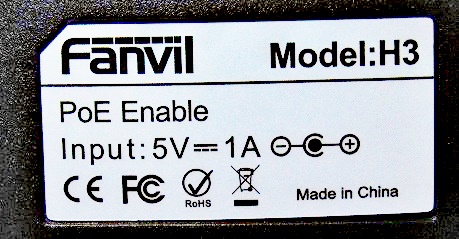 Fanvil Model:H3
PoE Enable
Input: 5V⎓1A
CE FC RoHS Made in China